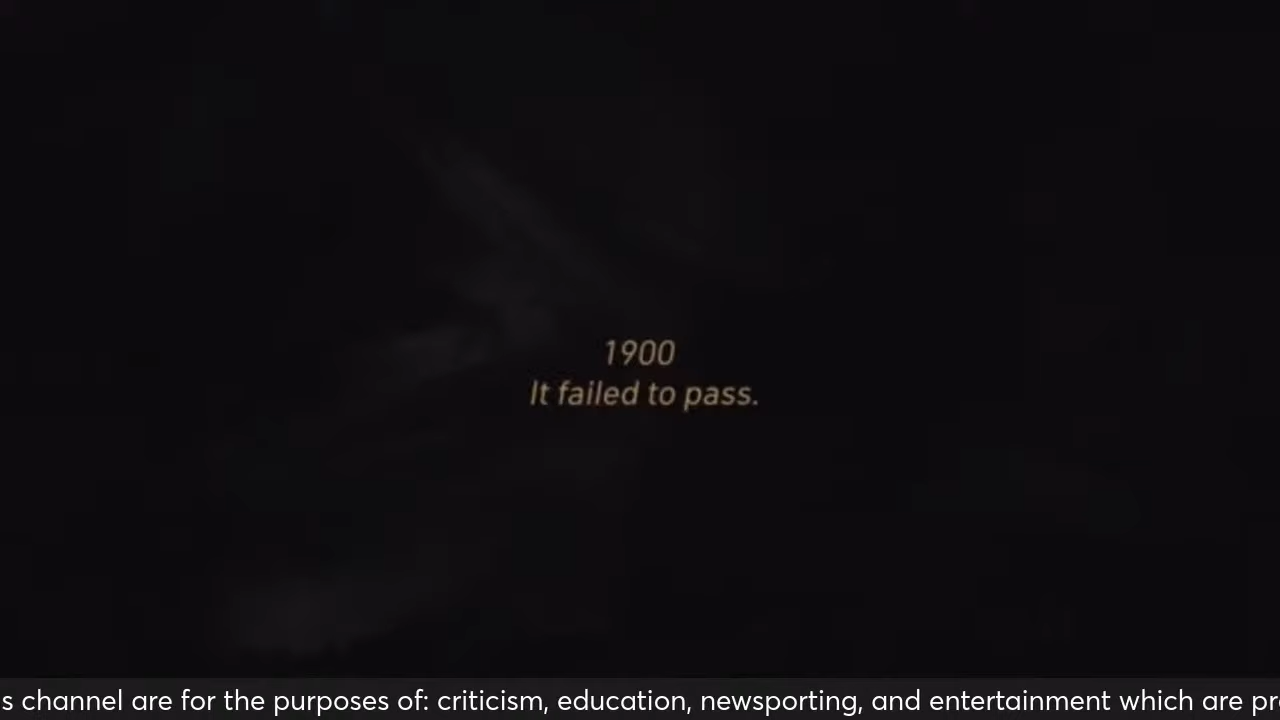 1900
It failed to pass.
s channel are for the purposes of: criticism, education, newsporting, and entertainment which are pr